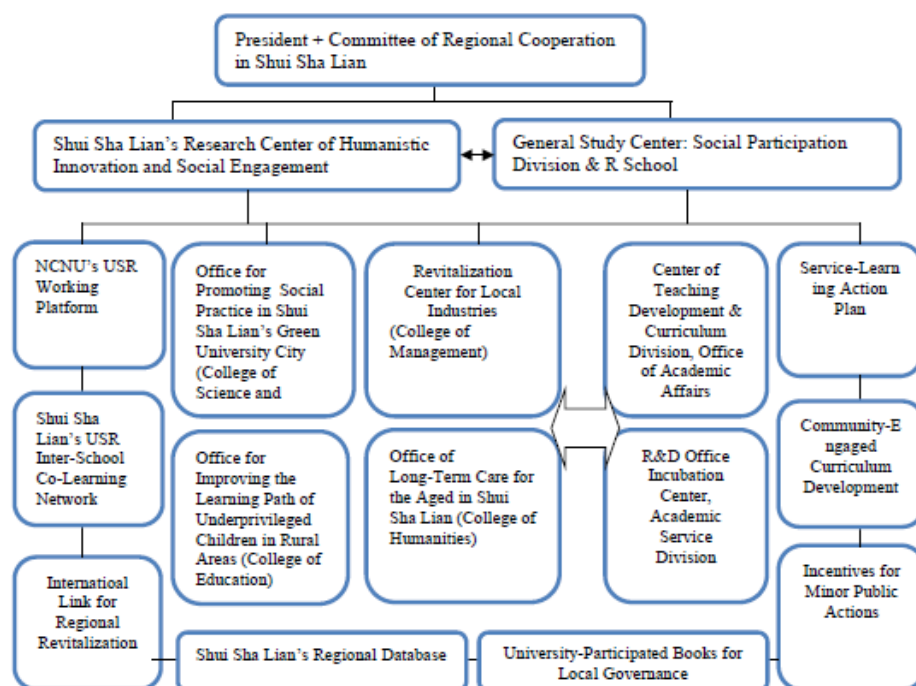 President + Committee of Regional Cooperation
in Shui Sha Lian
Shui Sha Lian's Research Center of Humanistic
Innovation and Social Engagement
General Study Center: Social Participation
Division & R School
NCNU's USR
Working
Platform
Office for
Promoting Social
Practice in Shui
Sha Lian's Green
University City
(College of
Science and
Revitalization
Center for Local
Industries
(College of
Management)
Center of
Teaching
Development &
Curriculum
Division, Office
of Academic
Affairs
Service-Learn
ing Action
Plan
Shui Sha
Lian's USR
Inter-School
Co-Learning
Network
Office for
Improving the
Learning Path of
Underprivileged
Children in Rural
Areas (College of
Education)
Office of
Long-Term Care for
the Aged in Shui
Sha Lian (College of
Humanities)
R&D Office
Incubation
Center,
Academic
Service
Division
Community-E
ngaged
Curriculum
Development
Internatioal
Link for
Regional
Revitalization
Incentives for
Minor Public
Actions
Shui Sha Lian's Regional Database
University-Participated Books for
Local Governance